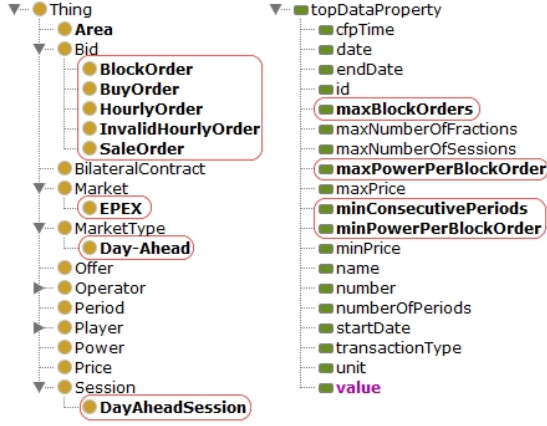 Thing
Area
Bid
BlockOrder
BuyOrder
HourlyOrder
InvalidHourlyOrder
SaleOrder
BilateralContract
Market
EPEX
MarketType
Day-Ahead
Offer
Operator
Period
Player
Power
Price
Session
DayAheadSession
topDataProperty
cfpTime
date
endDate
id
maxBlockOrders
maxNumberOfFractions
maxNumberOfSessions
maxPowerPerBlockOrder
maxPrice
minConsecutivePeriods
minPowerPerBlockOrder
minPrice
name
number
numberOfPeriods
startDate
transactionType
unit
value